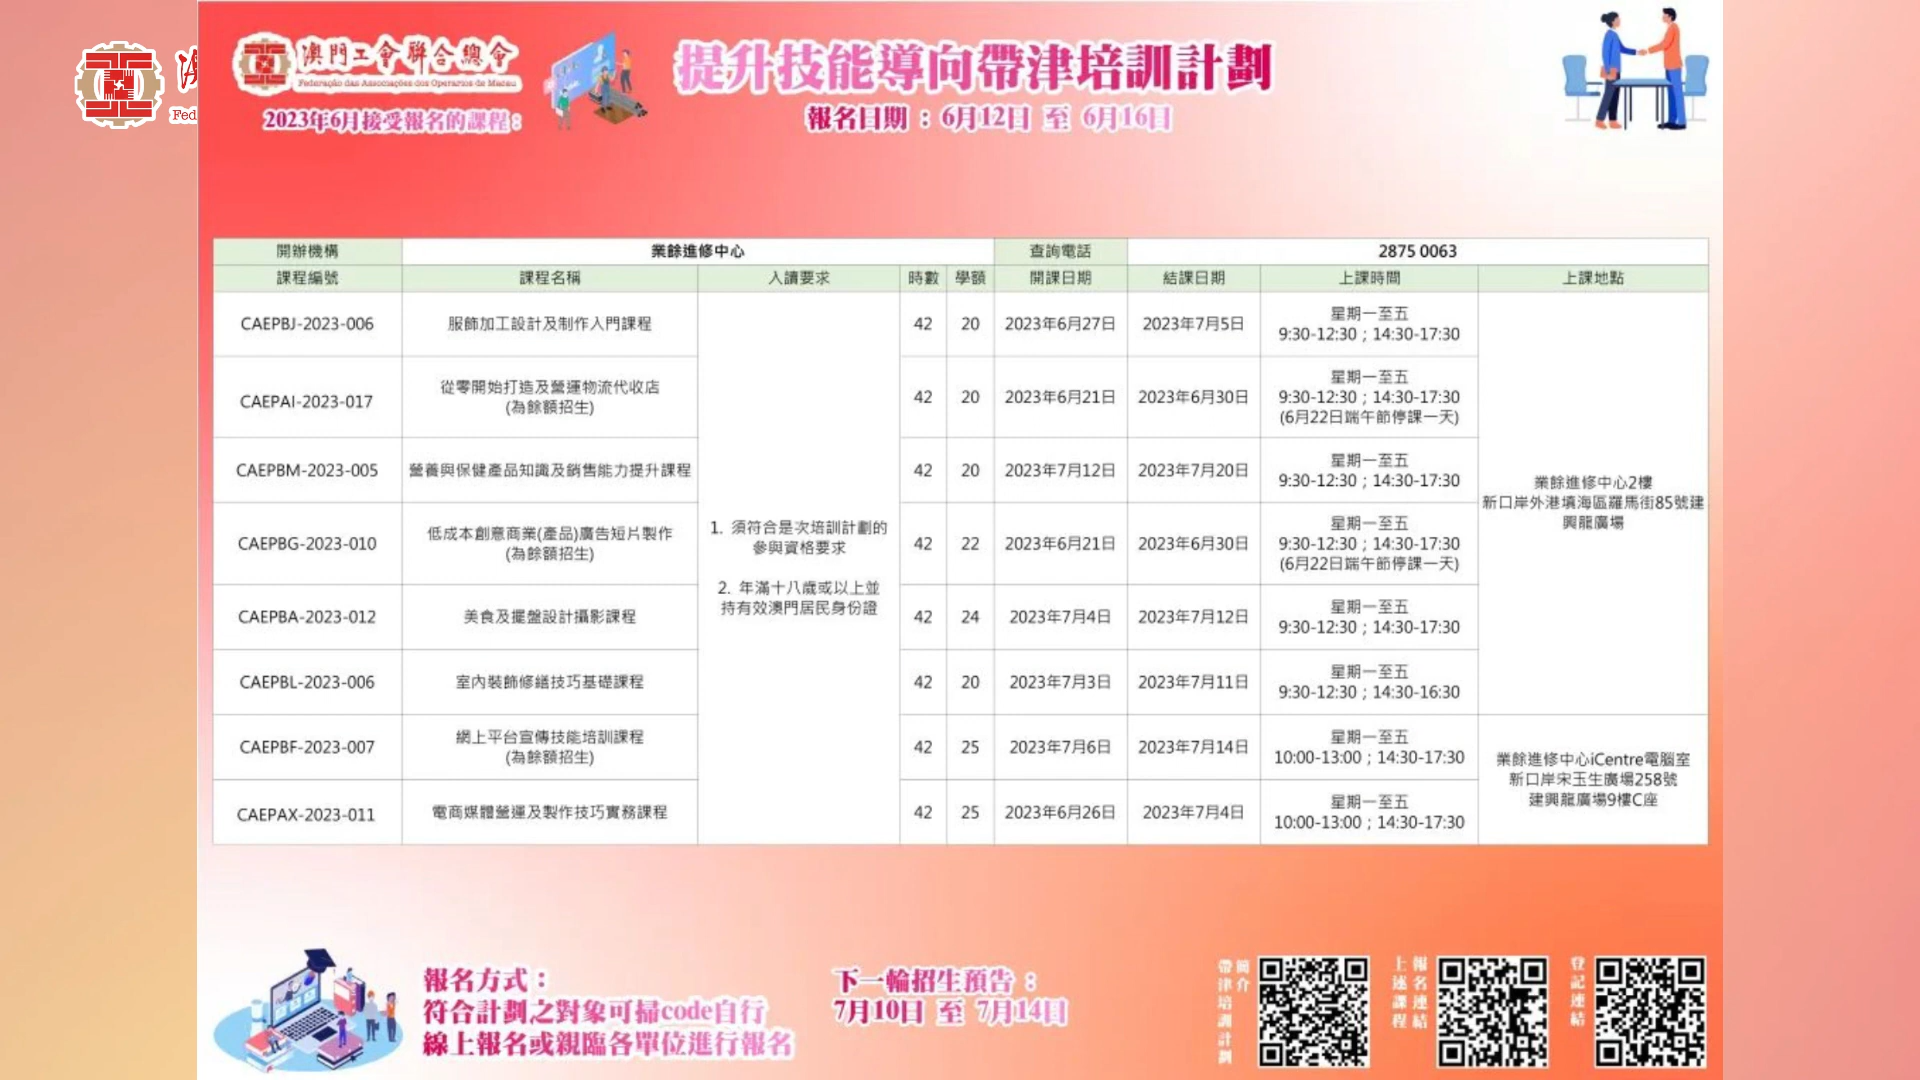 澳門工會聯合總會
Federação das Associações dos Operários de Macau
2023年6月接受報名的課程：
提升技能導向帶津培訓計劃
報名日期：6月12日 至 6月16日
Fed
開辦機構 業餘進修中心 查詢電話 2875 0063
課程編號 課程名稱 入讀要求 時數 學額 開課日期 結課日期 上課時間 上課地點
CAEPBJ-2023-006 服飾加工設計及制作入門課程 42 20 2023年6月27日 2023年7月5日
星期一至五
9:30-12:30；14:30-17:30
CAEPAI-2023-017
從零開始打造及營運物流代收店
(為餘額招生)
42 20 2023年6月21日 2023年6月30日
星期一至五
9:30-12:30；14:30-17:30
(6月22日端午節停課一天)
CAEPBM-2023-005 營養與保健產品知識及銷售能力提升課程 42 20 2023年7月12日 2023年7月20日
星期一至五
9:30-12:30；14:30-17:30
CAEPBG-2023-010
低成本創意商業(產品)廣告短片製作
(為餘額招生)
42 22 2023年6月21日 2023年6月30日
星期一至五
9:30-12:30；14:30-17:30
(6月22日端午節停課一天)
CAEPBA-2023-012 美食及擺盤設計攝影課程 42 24 2023年7月4日 2023年7月12日
星期一至五
9:30-12:30；14:30-17:30
CAEPBL-2023-006 室內裝飾修繕技巧基礎課程 42 20 2023年7月3日 2023年7月11日
星期一至五
9:30-12:30；14:30-16:30
CAEPBF-2023-007
網上平台宣傳技能培訓課程
(為餘額招生)
42 25 2023年7月6日 2023年7月14日
星期一至五
10:00-13:00；14:30-17:30
CAEPAX-2023-011 電商媒體營運及製作技巧實務課程 42 25 2023年6月26日 2023年7月4日
星期一至五
10:00-13:00；14:30-17:30
1. 須符合是次培訓計劃的
參與資格要求
2. 年滿十八歲或以上並
持有效澳門居民身份證
業餘進修中心2樓
新口岸外港填海區羅馬街85號建
興龍廣場
業餘進修中心iCentre電腦室
新口岸宋玉生廣場258號
建興龍廣場9樓C座
報名方式：
符合計劃之對象可掃code自行
線上報名或親臨各單位進行報名
下一輪招生預告：
7月10日 至 7月14日
帶津培訓計劃
簡介
上述課程
報名連結
登記連結